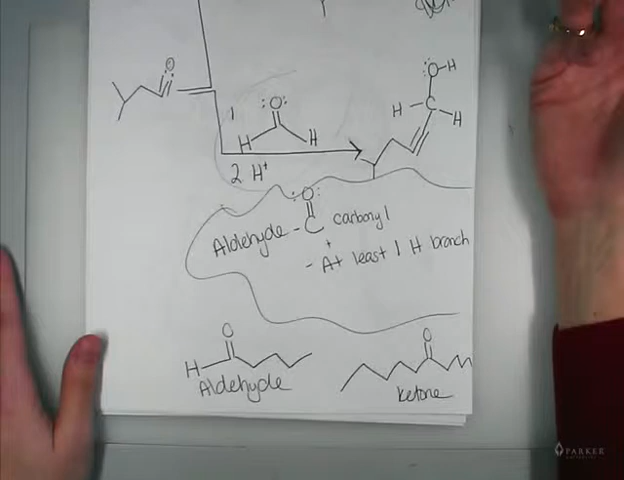 :O:
O-H
H-C-H
1
:O:
H H
2 H+
:O:
Aldehyde - C carbonyl
+
- At least 1 H branch
O
H
Aldehyde
O
ketone
PARKER